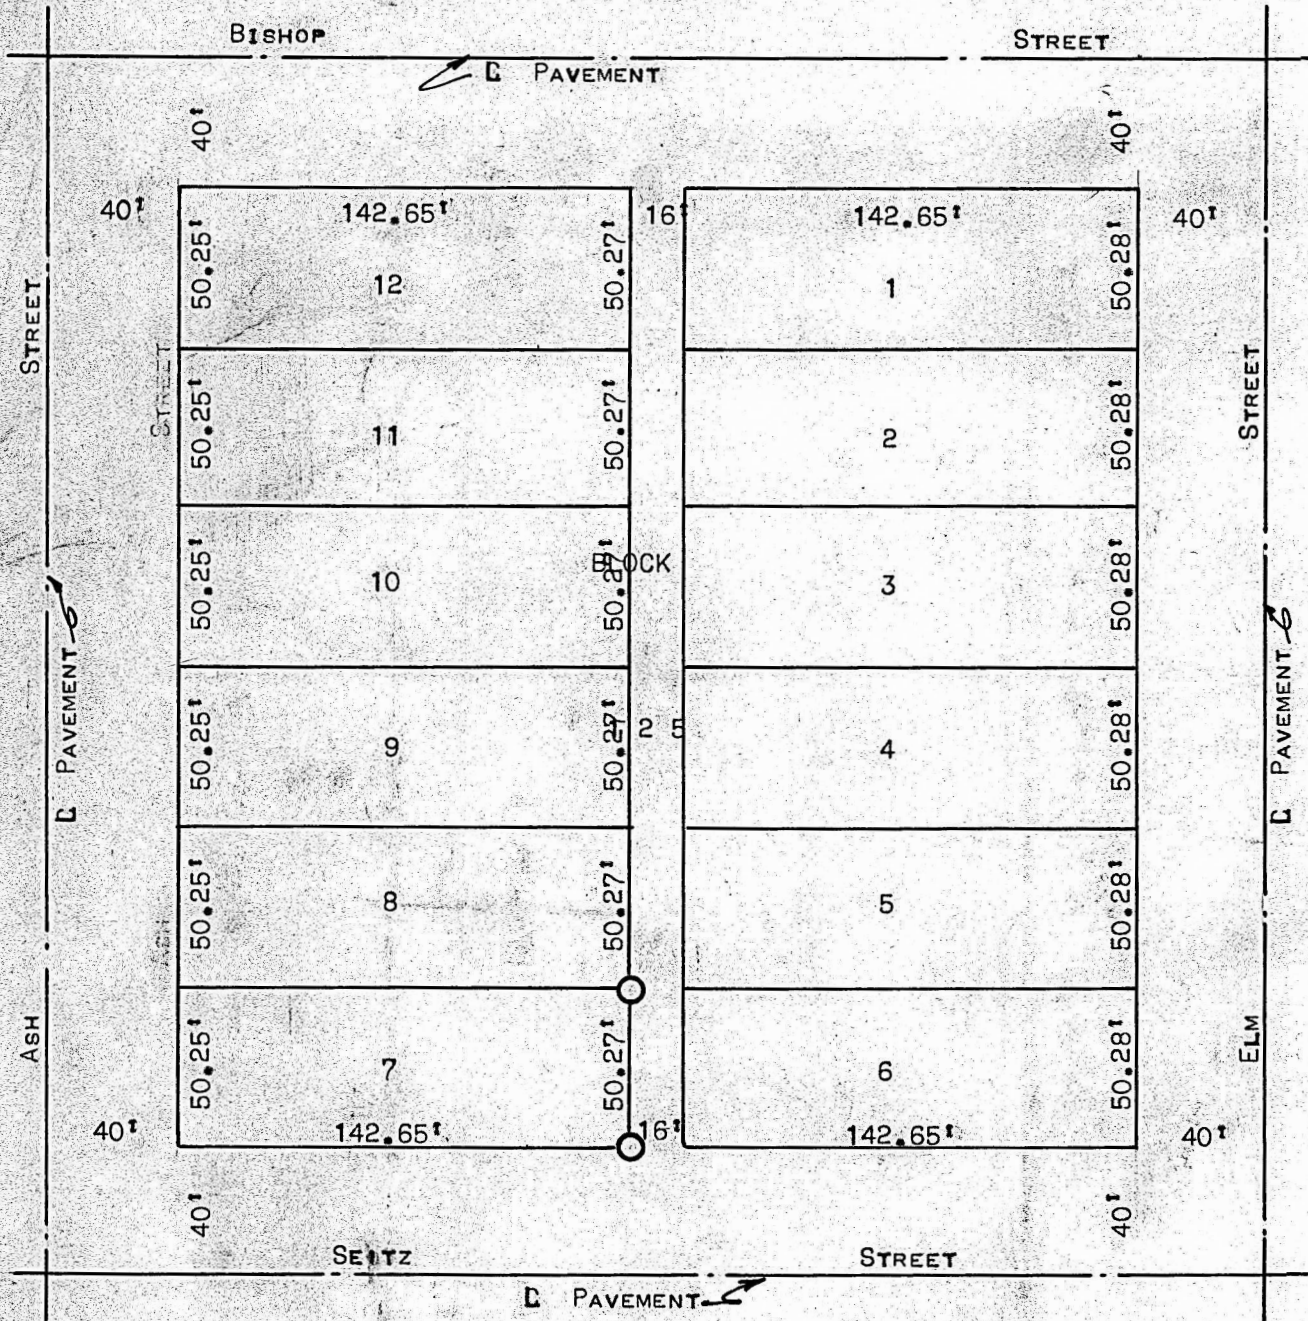 BISHOP STREET
℄ PAVEMENT
40' 40'
40' 142.65' 16' 142.65' 40'
50.25' 50.27' 50.28'
12 1
STREET
STREET
STREET
50.25' 50.27' 50.28'
11 2
BLOCK
50.25' 50.27' 50.28'
10 3
℄ PAVEMENT
℄ PAVEMENT
25
50.25' 50.27' 50.28'
9 4
50.25' 50.27' 50.28'
8 5
ASH
ELM
50.25' 50.27' 50.28'
7 6
40' 142.65' 16' 142.65' 40'
40' 40'
SEITZ STREET
℄ PAVEMENT